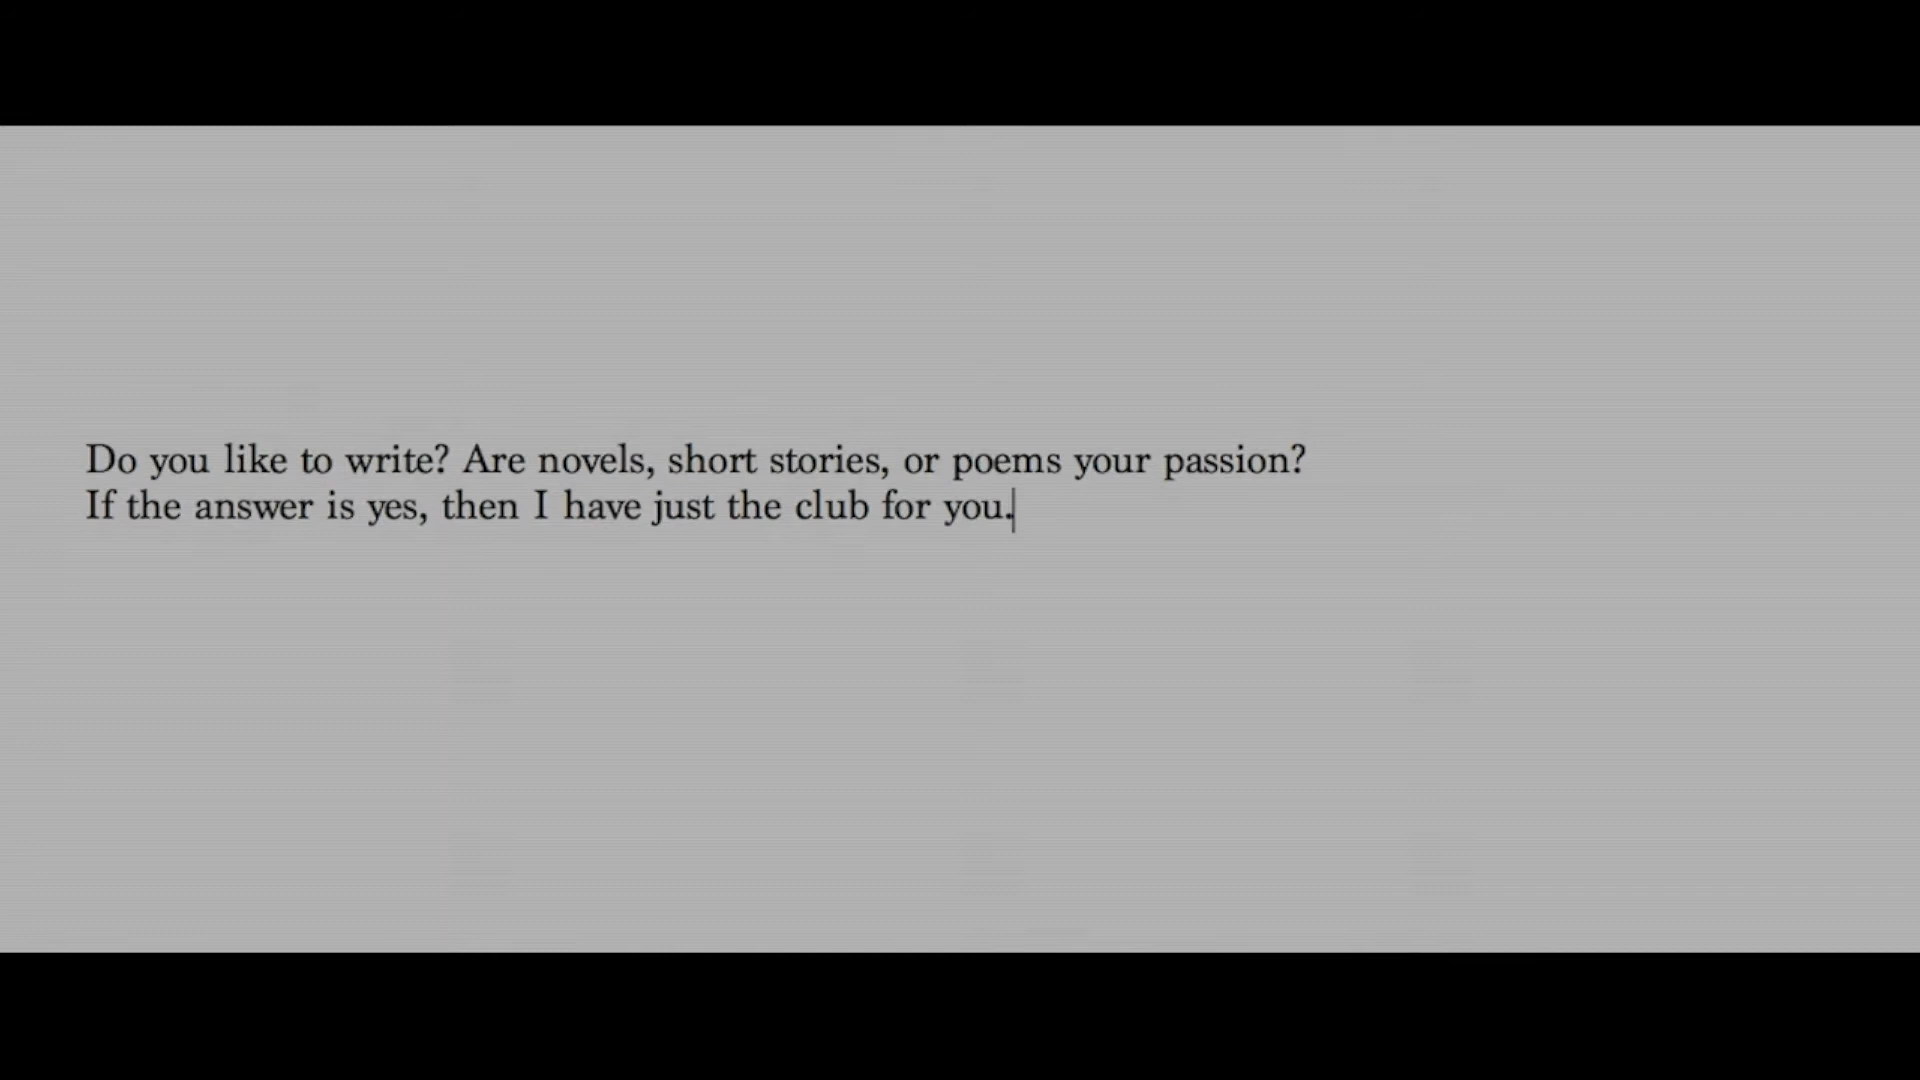 Do you like to write? Are novels, short stories, or poems your passion?
If the answer is yes, then I have just the club for you.